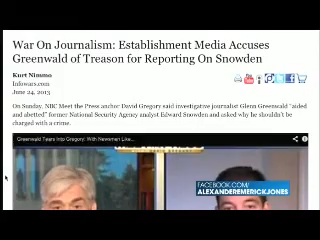 War On Journalism: Establishment Media Accuses
Greenwald of Treason for Reporting On Snowden
Kurt Nimmo
Infowars.com
June 24, 2013
On Sunday, NBC Meet the Press anchor David Gregory said investigative journalist Glenn Greenwald “aided
and abetted” former National Security Agency analyst Edward Snowden and asked why he shouldn't be
charged with a crime.
Greenwald Tears Into Gregory: With Newsmen Like...
FACEBOOK.COM/
ALEXANDEREMERICKJONES